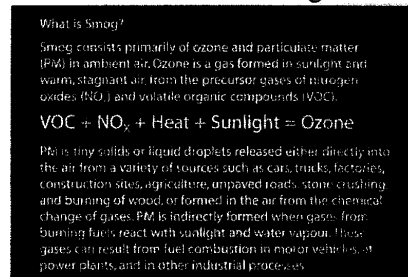 What is Smog?
Smog consists primarily of ozone and particulate matter
(PM) in ambient air. Ozone is a gas formed in sunlight and
warm, stagnant air, from the precursor gases of nitrogen
oxides (NOx) and volatile organic compounds (VOC).
VOC + NOx + Heat + Sunlight = Ozone
PM is tiny solids or liquid droplets released either directly into
the air from a variety of sources such as cars, trucks, factories,
construction sites, agriculture, unpaved roads, stone crushing,
and burning of wood, or formed in the air from the chemical
change of gases. PM is indirectly formed when gases from
burning fuels react with sunlight and water vapour. These
gases can result from fuel combustion in motor vehicles, at
power plants, and in other industrial processes